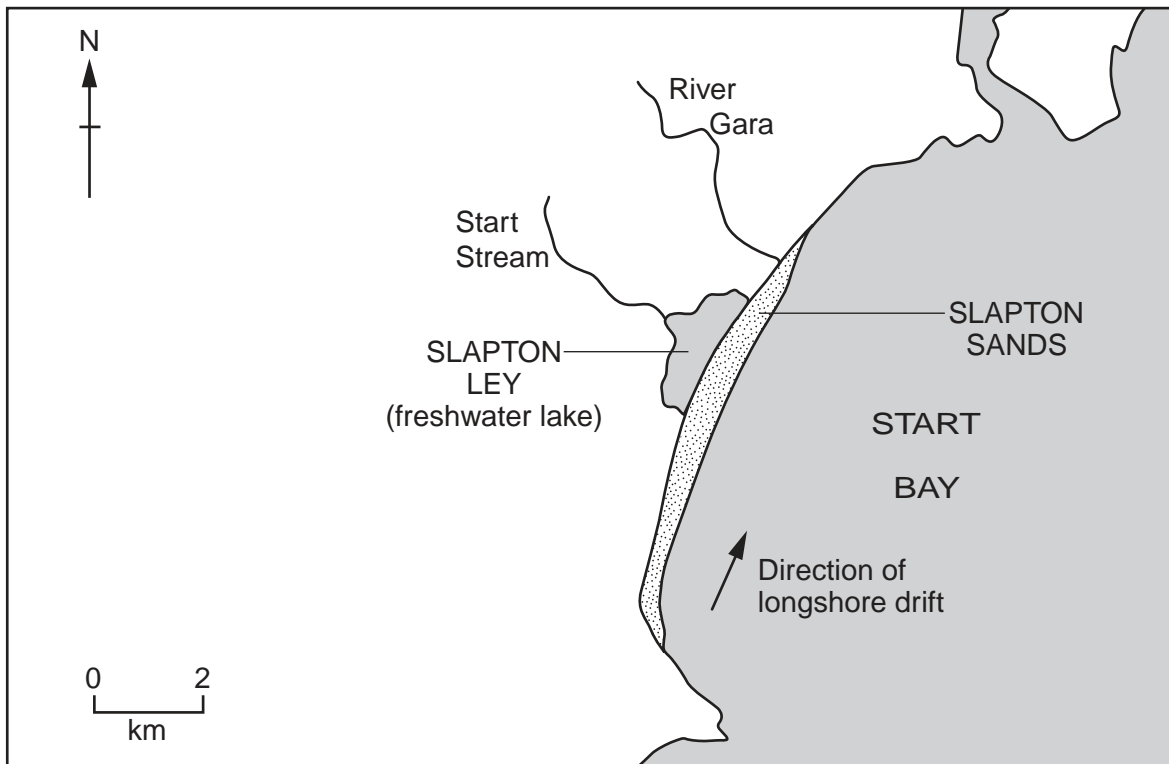 N
River
Gara
Start
Stream
SLAPTON
SANDS
SLAPTON
LEY
(freshwater lake)
START
BAY
Direction of
longshore drift
0 2
km